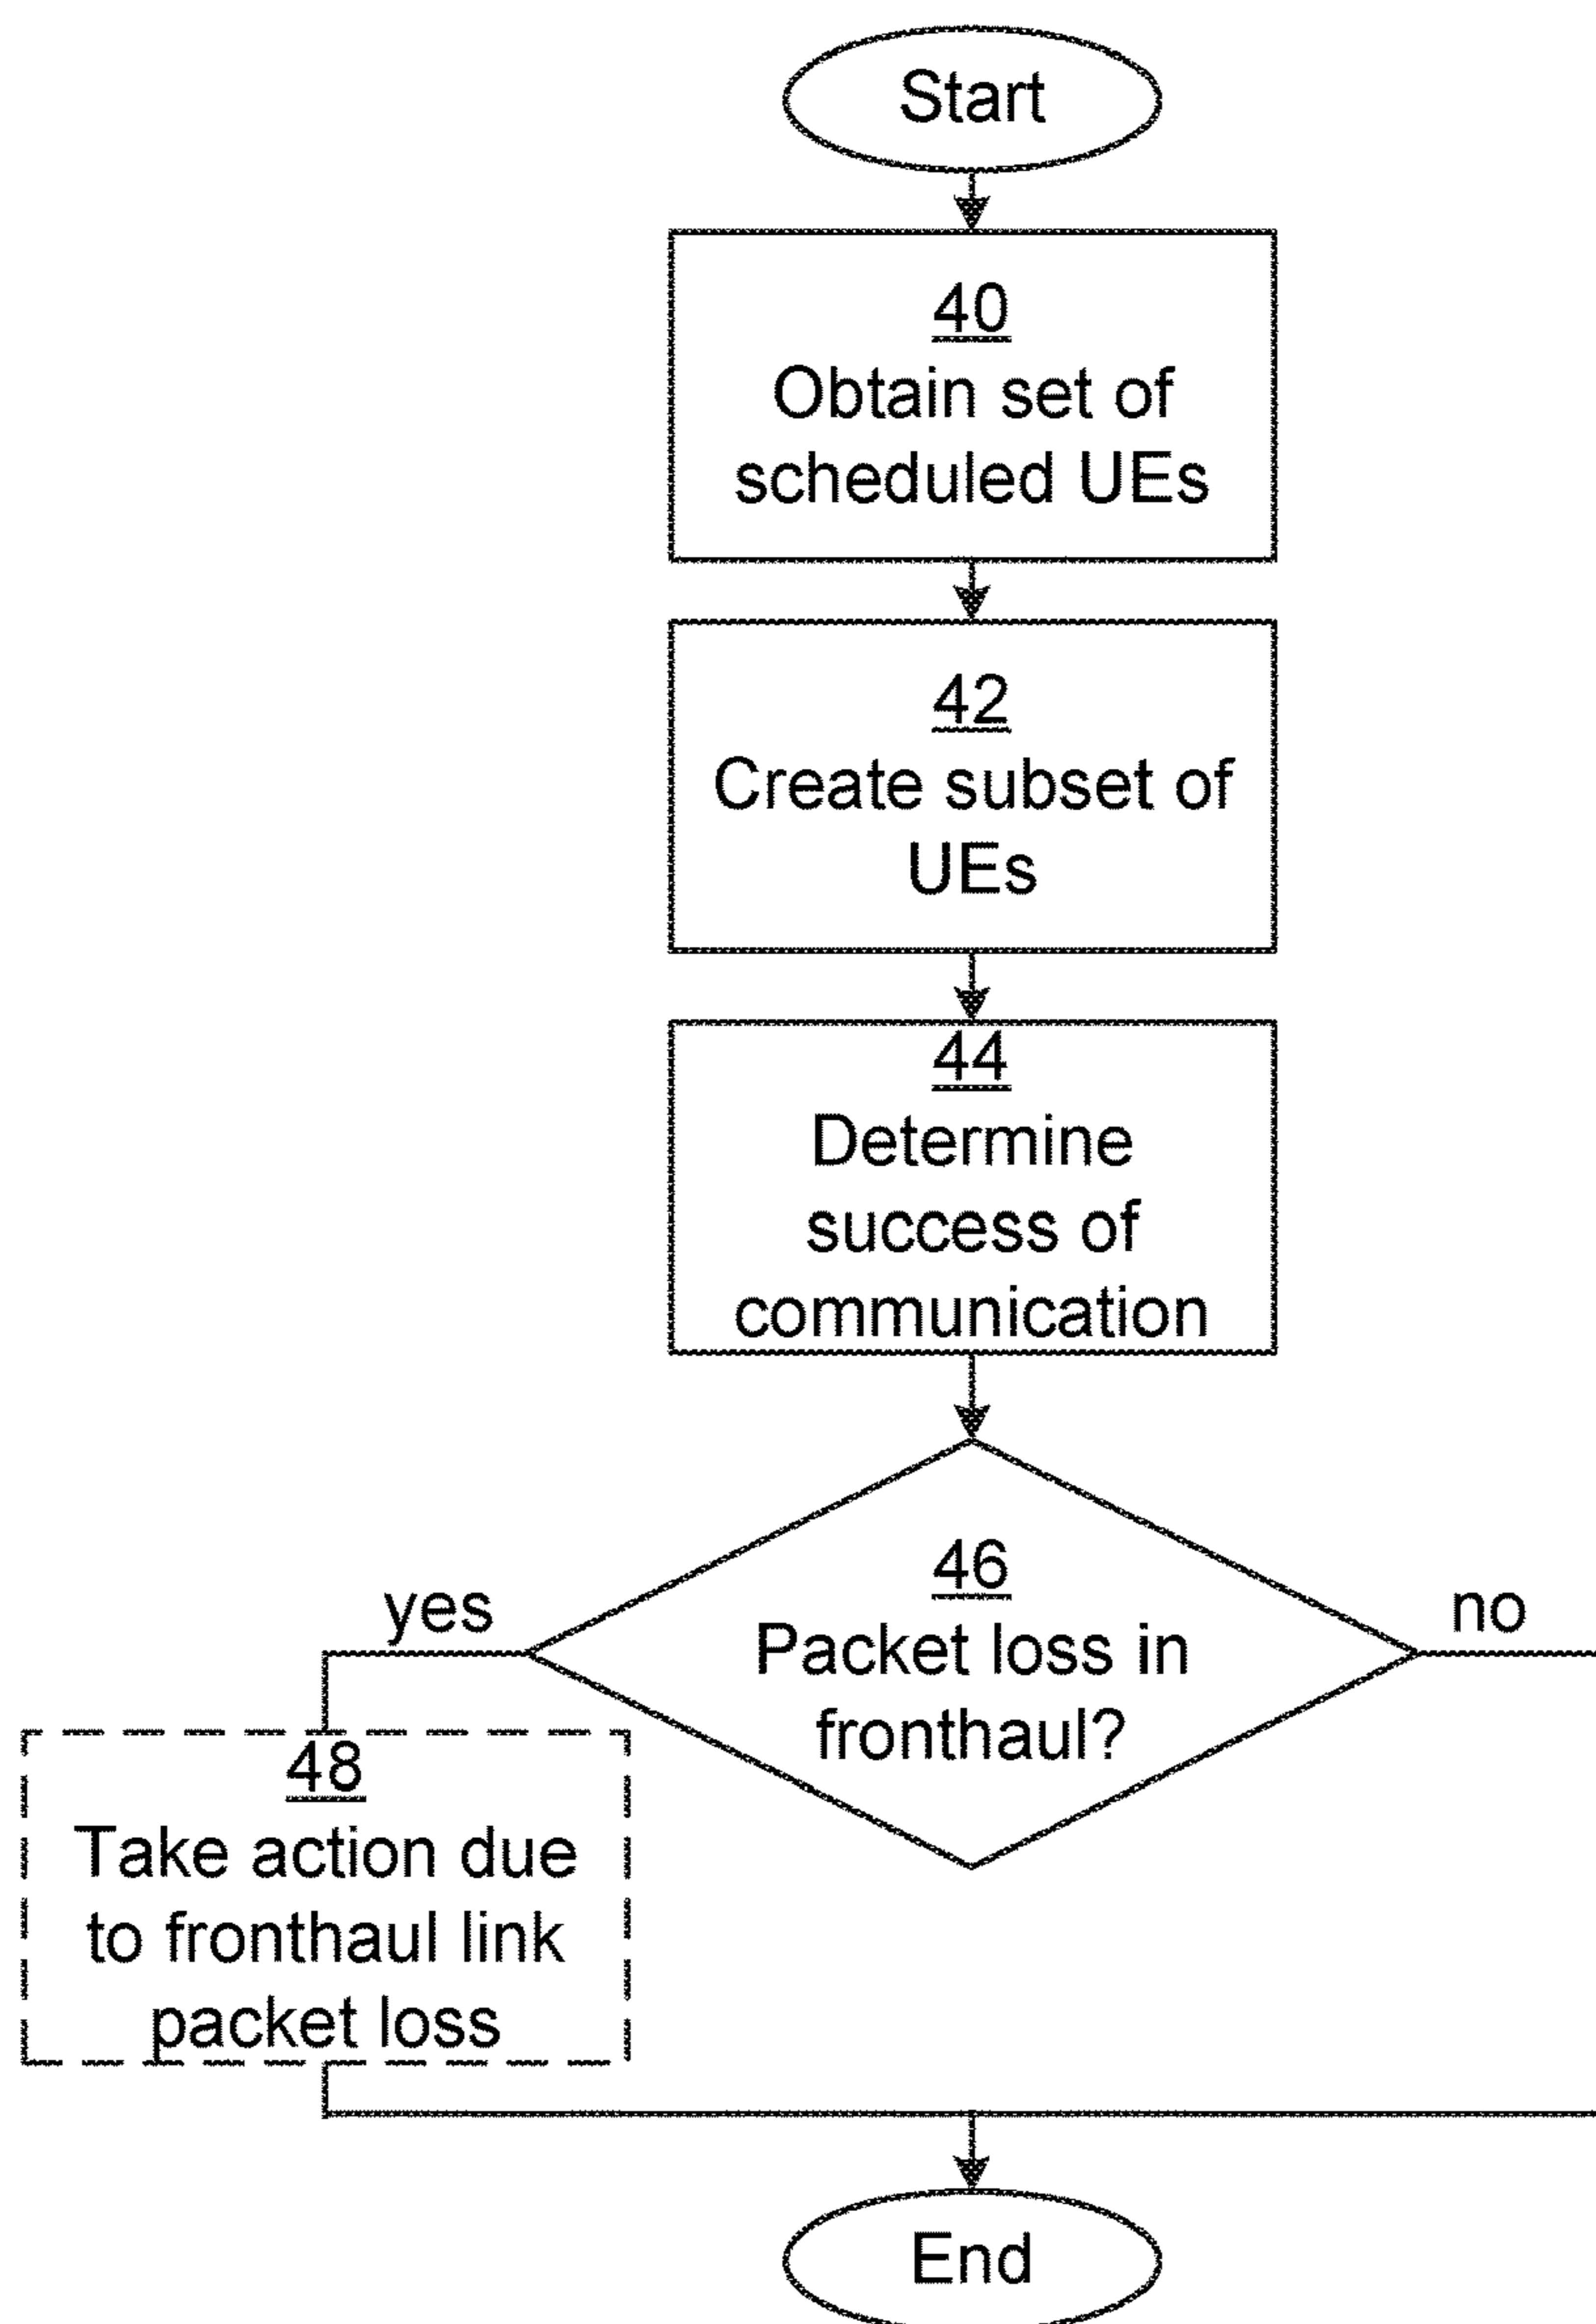 Start
40
Obtain set of
scheduled UEs
42
Create subset of
UEs
44
Determine
success of
communication
46
Packet loss in
fronthaul?
yes
no
48
Take action due
to fronthaul link
packet loss
End